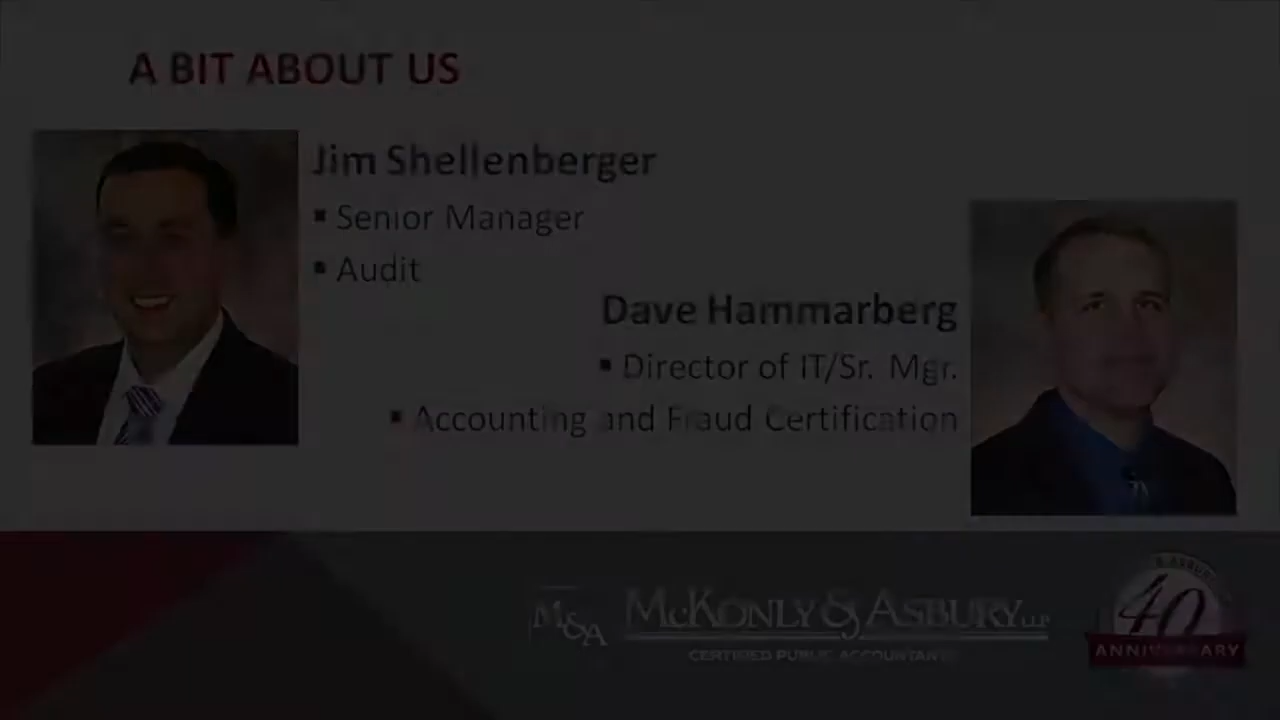 A BIT ABOUT US
Jim Shellenberger
▪ Senior Manager
▪ Audit
Dave Hammarberg
▪ Director of IT/Sr. Mgr.
▪ Accounting and Fraud Certification
M&A
McKONLY & ASBURY LLP
CERTIFIED PUBLIC ACCOUNTANTS
& ASBURY
40
ANNIVERSARY